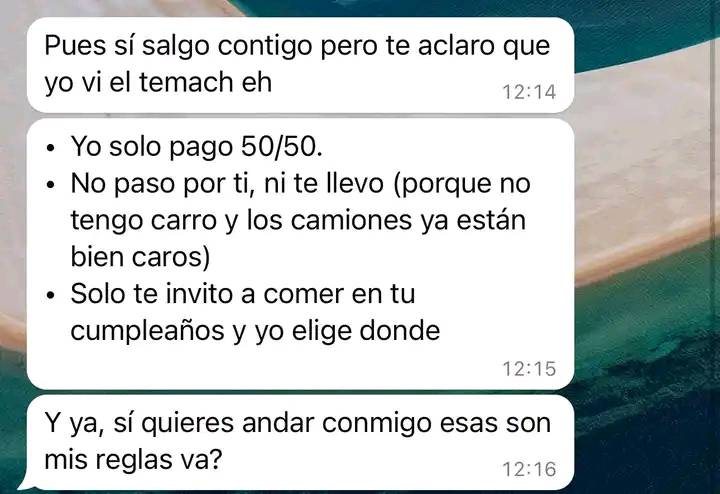 Pues sí salgo contigo pero te aclaro que
yo vi el temach eh
12:14
• Yo solo pago 50/50.
• No paso por ti, ni te llevo (porque no
tengo carro y los camiones ya están
bien caros)
• Solo te invito a comer en tu
cumpleaños y yo elige donde
12:15
Y ya, sí quieres andar conmigo esas son
mis reglas va?
12:16